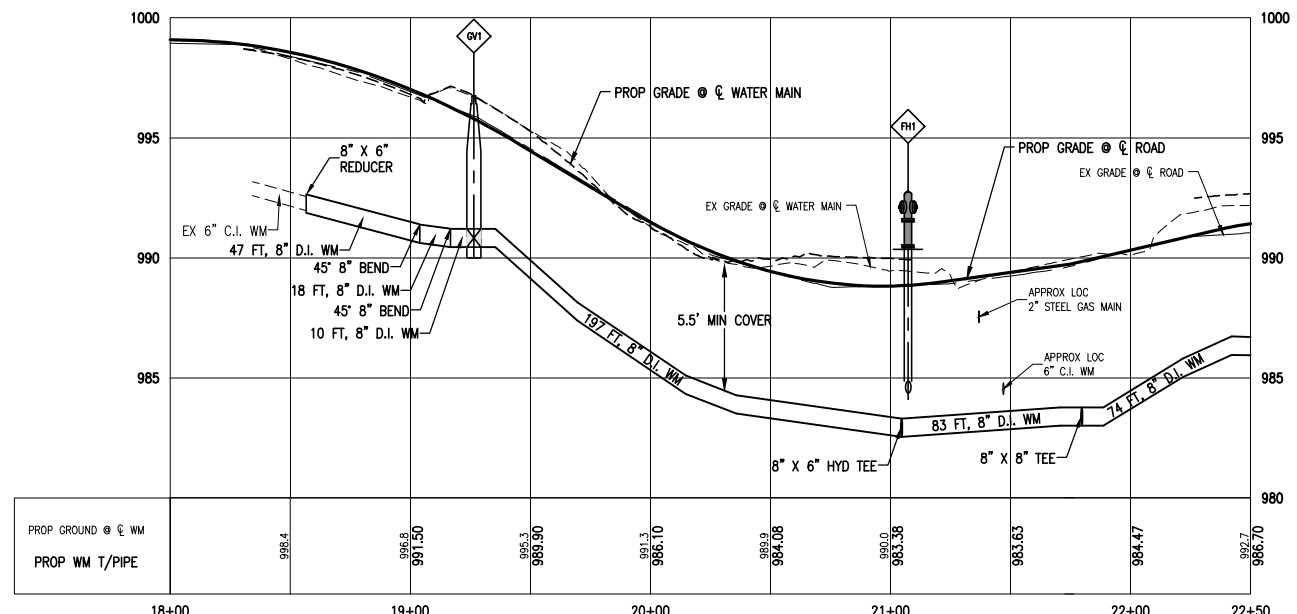 1000
1000
GV1
PROP GRADE @ ℄ WATER MAIN
995
995
FH1
8" X 6"
REDUCER
PROP GRADE @ ℄ ROAD
EX GRADE @ ℄ ROAD
EX GRADE @ ℄ WATER MAIN
EX 6" C.I. WM
47 FT, 8" D.I. WM
990
990
45° 8" BEND
18 FT, 8" D.I. WM
45° 8" BEND
10 FT, 8" D.I. WM
5.5' MIN COVER
APPROX LOC
2" STEEL GAS MAIN
197 FT, 8" D.I. WM
985
985
APPROX LOC
6" C.I. WM
83 FT, 8" D.I. WM
74 FT, 8" D.I. WM
8" X 6" HYD TEE
8" X 8" TEE
980
980
PROP GROUND @ ℄ WM
998.4
996.8
995.3
991.3
989.9
990.0
992.7
PROP WM T/PIPE
991.50
989.90
986.10
984.08
983.38
983.63
984.47
986.70
18+00
19+00
20+00
21+00
22+00
22+50